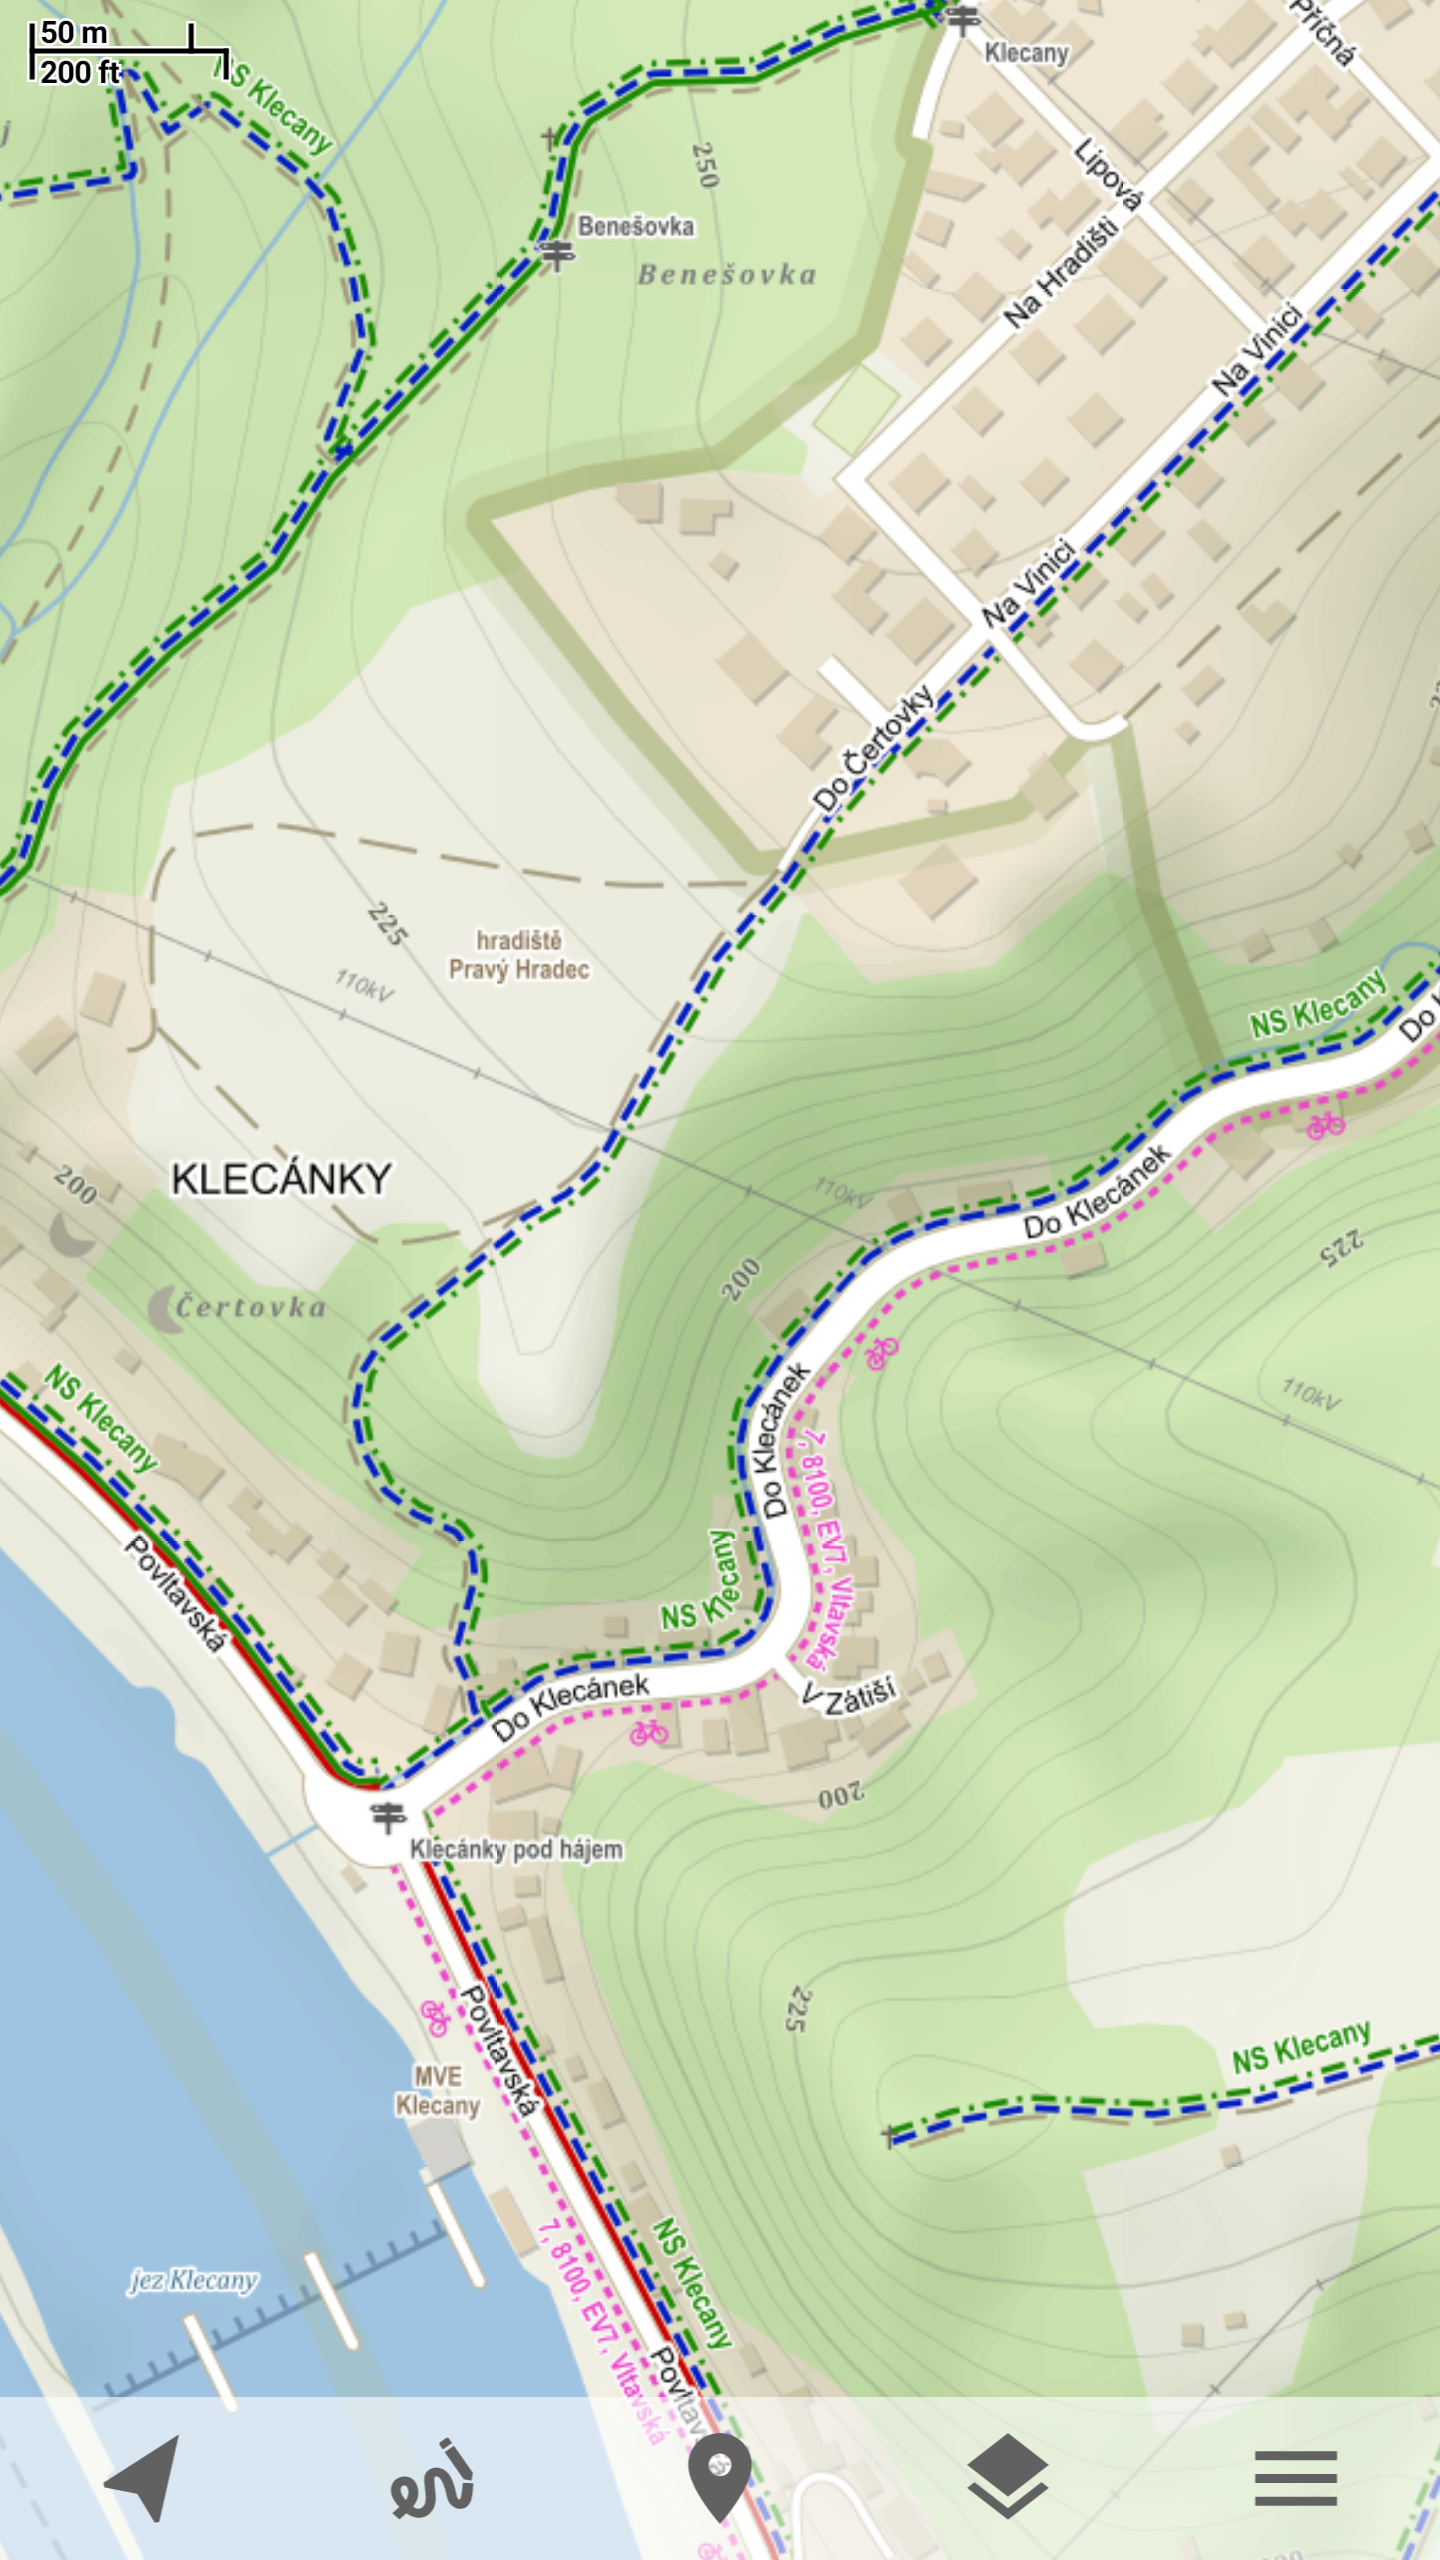 50 m
200 ft
NS Klecany
j
Klecany
Příčná
Lipová
250
Benešovka
Benešovka
Na Hradišti
Na Vinici
Na Vinici
Do Čertovky
225
hradiště
Pravý Hradec
110kV
NS Klecany
Do K
KLECÁNKY
200
110kV
Do Klecánek
225
200
Čertovka
NS Klecany
110kV
Do Klecánek
7, 8100, EV7, Vltavská
Povltavská
NS Klecany
Do Klecánek
V Zátiší
200
Klecánky pod hájem
225
Povltavská
NS Klecany
MVE
Klecany
jez Klecany
7, 8100, EV7, Vltavská
NS Klecany
Povltav